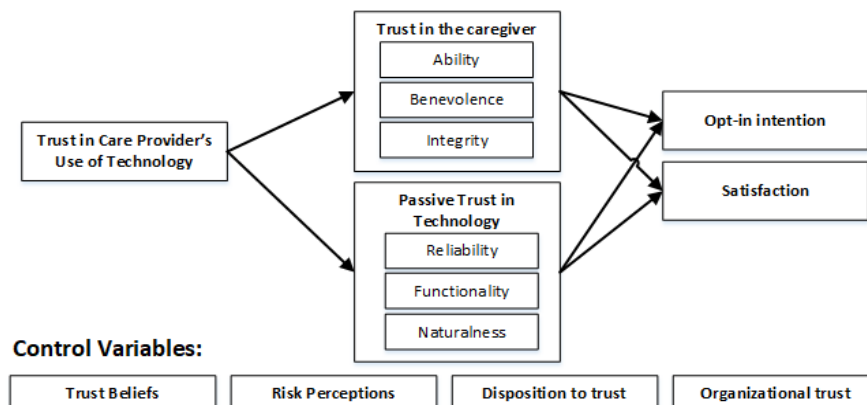 Trust in the caregiver
Ability
Benevolence
Integrity
Trust in Care Provider's
Use of Technology
Opt-in intention
Satisfaction
Passive Trust in
Technology
Reliability
Functionality
Naturalness
Control Variables:
Trust Beliefs
Risk Perceptions
Disposition to trust
Organizational trust